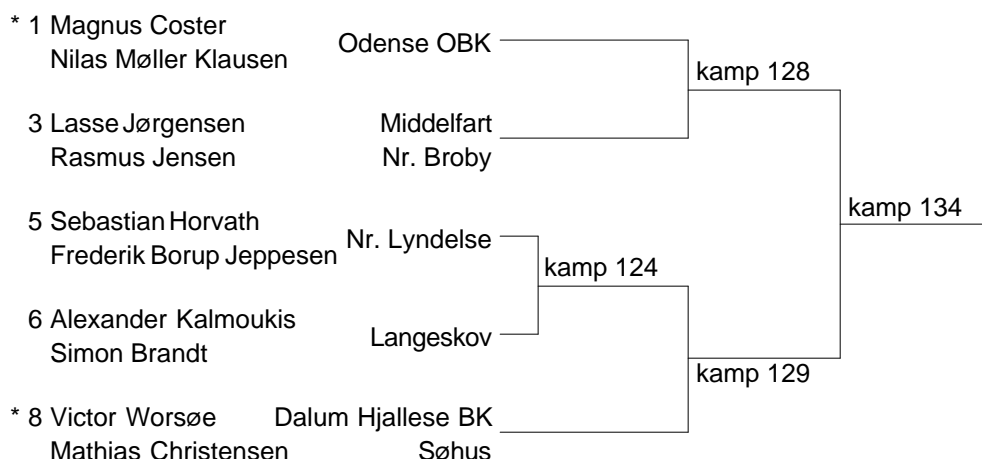 * 1 Magnus Coster
Nilas Møller Klausen
Odense OBK
kamp 128
3 Lasse Jørgensen
Rasmus Jensen
Middelfart
Nr. Broby
kamp 134
5 Sebastian Horvath
Frederik Borup Jeppesen
Nr. Lyndelse
kamp 124
6 Alexander Kalmoukis
Simon Brandt
Langeskov
kamp 129
* 8 Victor Worsøe
Mathias Christensen
Dalum Hjallese BK
Søhus